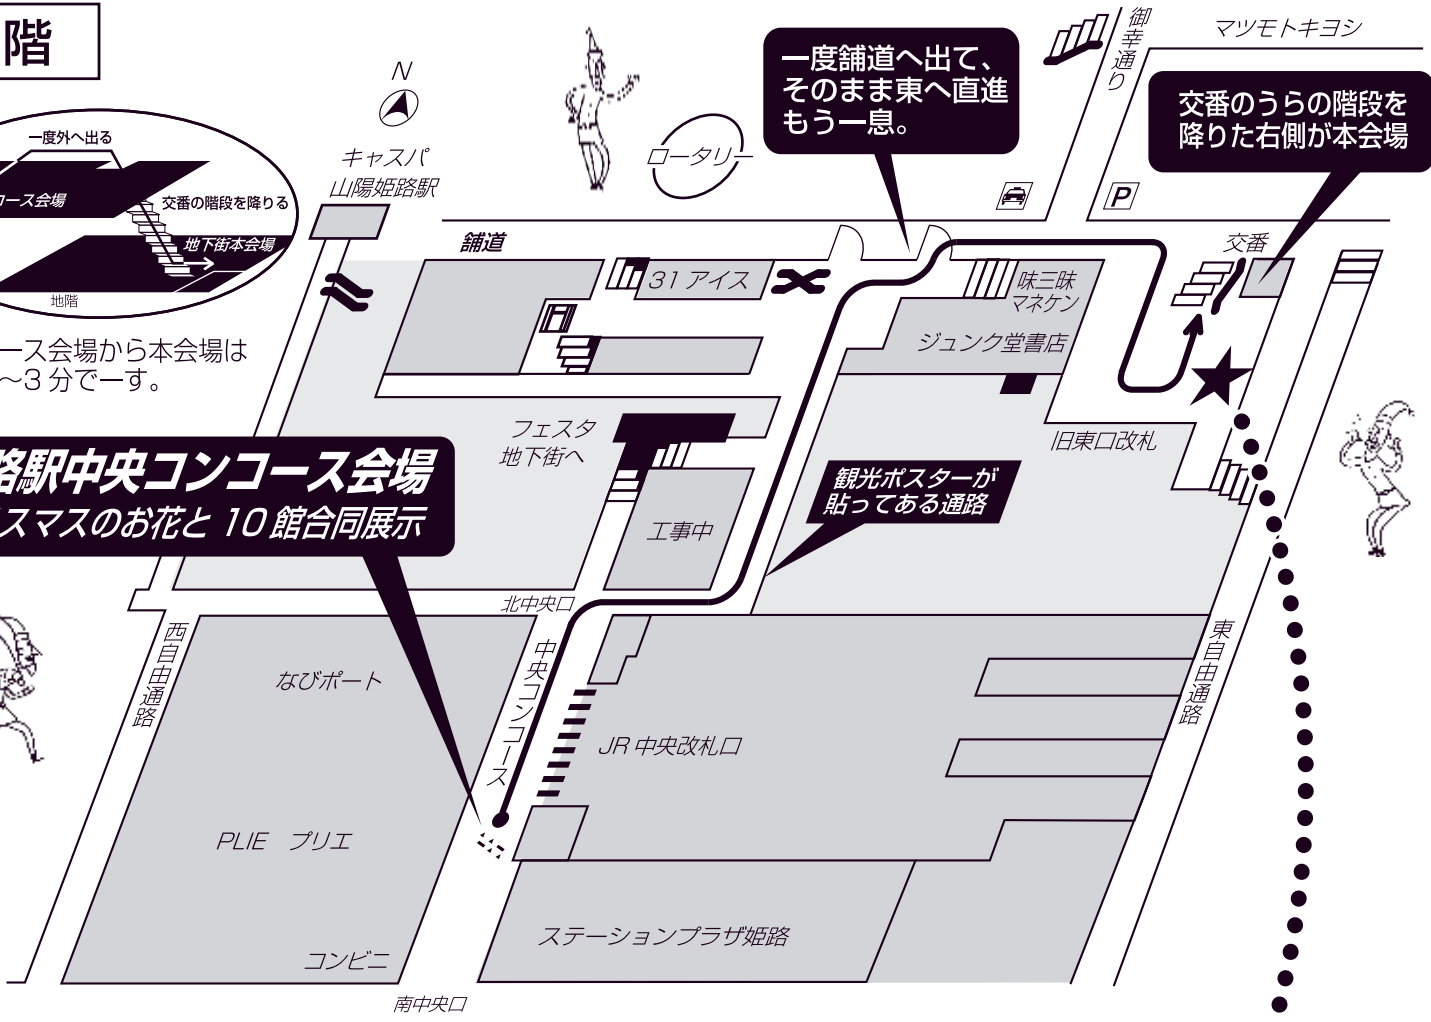 階
一度外へ出る
コース会場
交番の階段を降りる
地下街本会場
地階
ース会場から本会場は
～3分でーす。
N
キャスパ
山陽姫路駅
ロータリー
一度舗道へ出て、
そのまま東へ直進
もう一息。
御幸通り
マツモトキヨシ
P
交番のうらの階段を
降りた右側が本会場
舗道
交番
31アイス
味三昧
マネケン
ジュンク堂書店
フェスタ
地下街へ
旧東口改札
路駅中央コンコース会場
スマスのお花と10館合同展示
観光ポスターが
貼ってある通路
工事中
北中央口
西自由通路
中央コンコース
東自由通路
なびポート
JR中央改札口
PLIE プリエ
ステーションプラザ姫路
コンビニ
南中央口